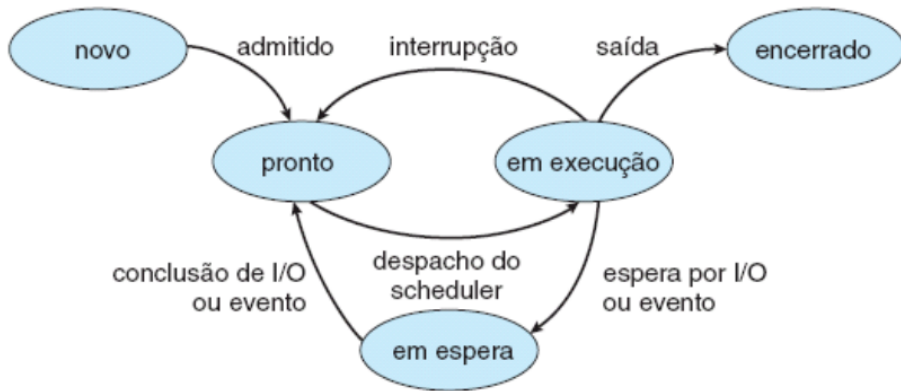 novo
admitido
interrupção
saída
encerrado
pronto
em execução
conclusão de I/O
ou evento
despacho do
scheduler
espera por I/O
ou evento
em espera